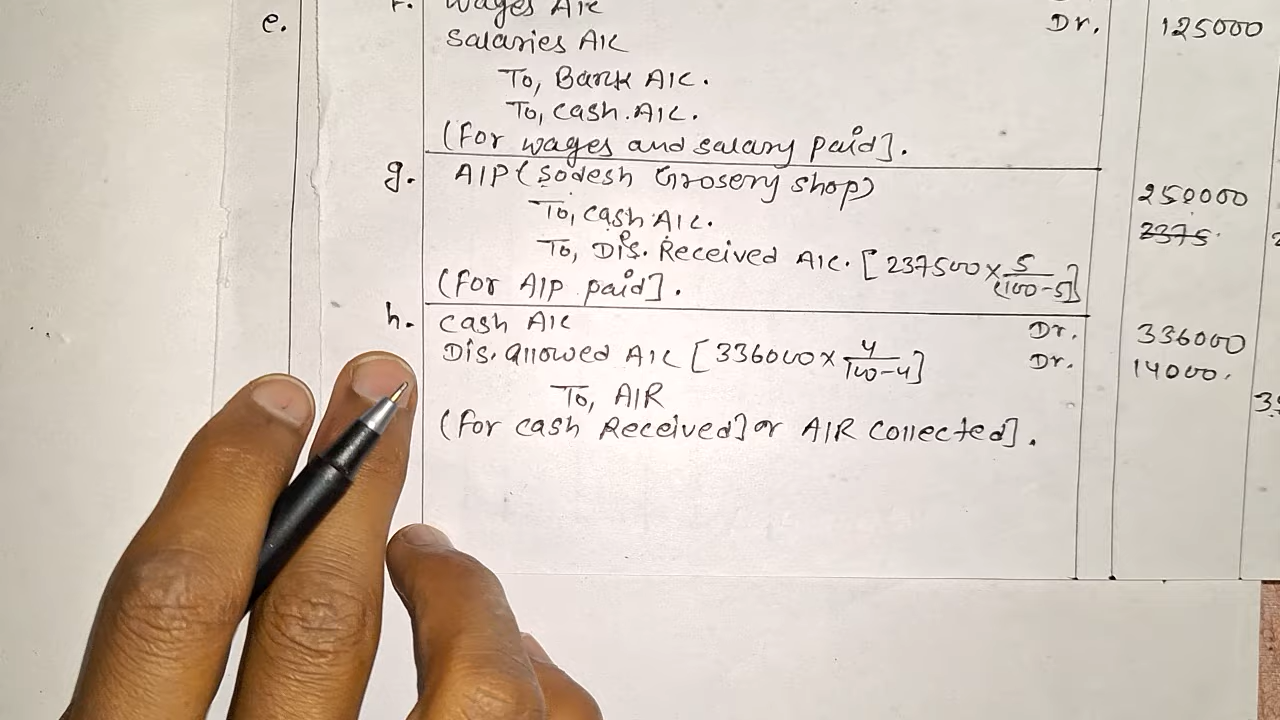 e. f. Wages A/C Dr. 125000
Salaries A/C
To, Bank A/C.
To, Cash A/C.
(For wages and salary paid].
g. A/P (Sodesh Grosery shop) 250000
To, Cash A/C. 2375
To, Dis. Received A/C. [237500 × 5/(100-5)]
(For A/P paid].
h. Cash A/C Dr. 336000
Dis. allowed A/C [336000 × 4/100-4] Dr. 14000.
To, A/R
(For cash Received] or A/R collected].